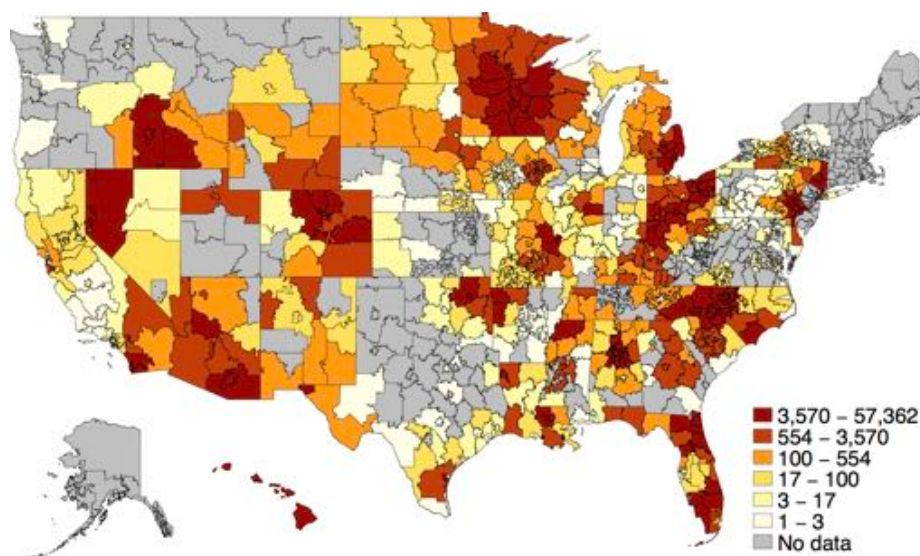 3,570 – 57,362
554 – 3,570
100 – 554
17 – 100
3 – 17
1 – 3
No data